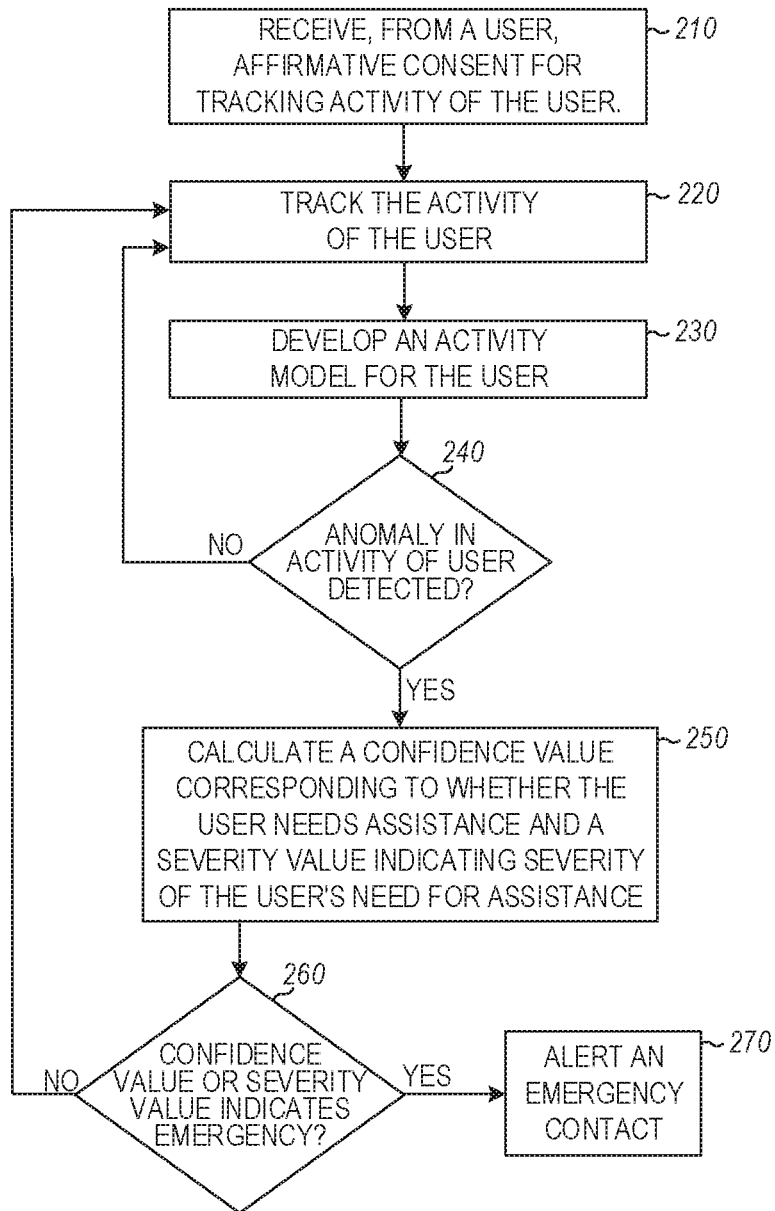 RECEIVE, FROM A USER,
AFFIRMATIVE CONSENT FOR
TRACKING ACTIVITY OF THE USER.
210
TRACK THE ACTIVITY
OF THE USER
220
DEVELOP AN ACTIVITY
MODEL FOR THE USER
230
240
ANOMALY IN
ACTIVITY OF USER
DETECTED?
NO
YES
CALCULATE A CONFIDENCE VALUE
CORRESPONDING TO WHETHER THE
USER NEEDS ASSISTANCE AND A
SEVERITY VALUE INDICATING SEVERITY
OF THE USER'S NEED FOR ASSISTANCE
250
260
CONFIDENCE
VALUE OR SEVERITY
VALUE INDICATES
EMERGENCY?
NO
YES
ALERT AN
EMERGENCY
CONTACT
270